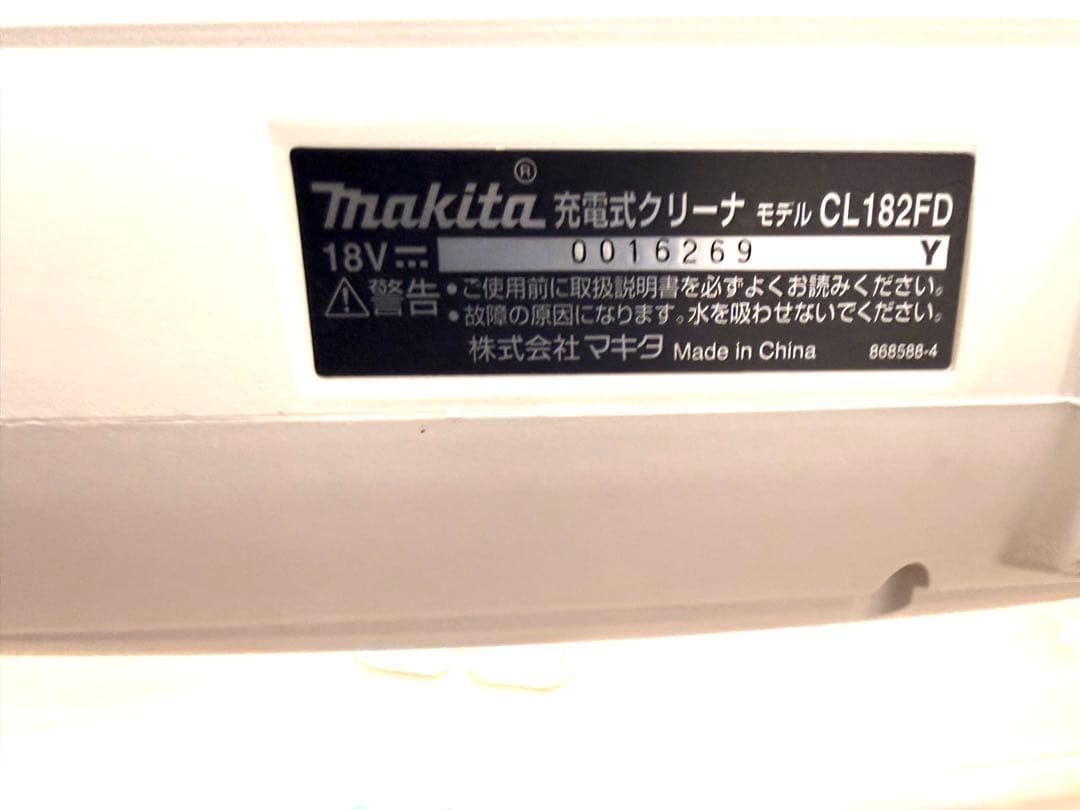 makita® 充電式クリーナ モデル CL182FD
18V⎓ 0016269 Y
⚠警告 •ご使用前に取扱説明書を必ずよくお読みください。
•故障の原因になります。水を吸わせないでください。
株式会社マキタ Made in China 868588-4